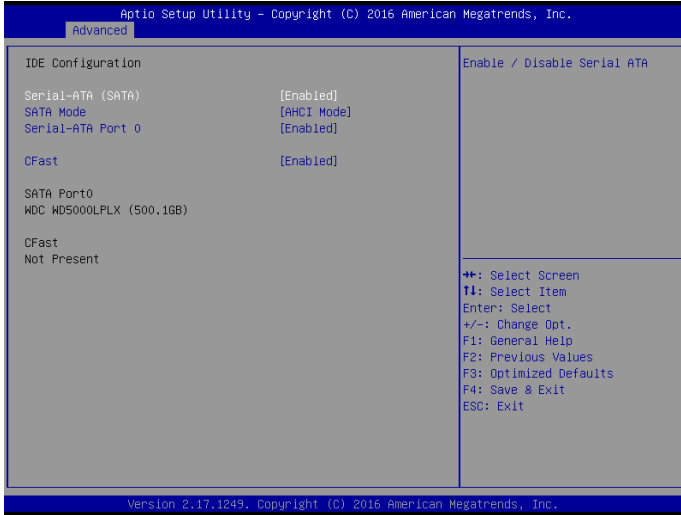 Aptio Setup Utility – Copyright (C) 2016 American Megatrends, Inc.
Advanced
IDE Configuration
Serial-ATA (SATA) [Enabled]
SATA Mode [AHCI Mode]
Serial-ATA Port 0 [Enabled]
CFast [Enabled]
SATA Port0
WDC WD5000LPLX (500.1GB)
CFast
Not Present
Enable / Disable Serial ATA
→←: Select Screen
↑↓: Select Item
Enter: Select
+/-: Change Opt.
F1: General Help
F2: Previous Values
F3: Optimized Defaults
F4: Save & Exit
ESC: Exit
Version 2.17.1249. Copyright (C) 2016 American Megatrends, Inc.